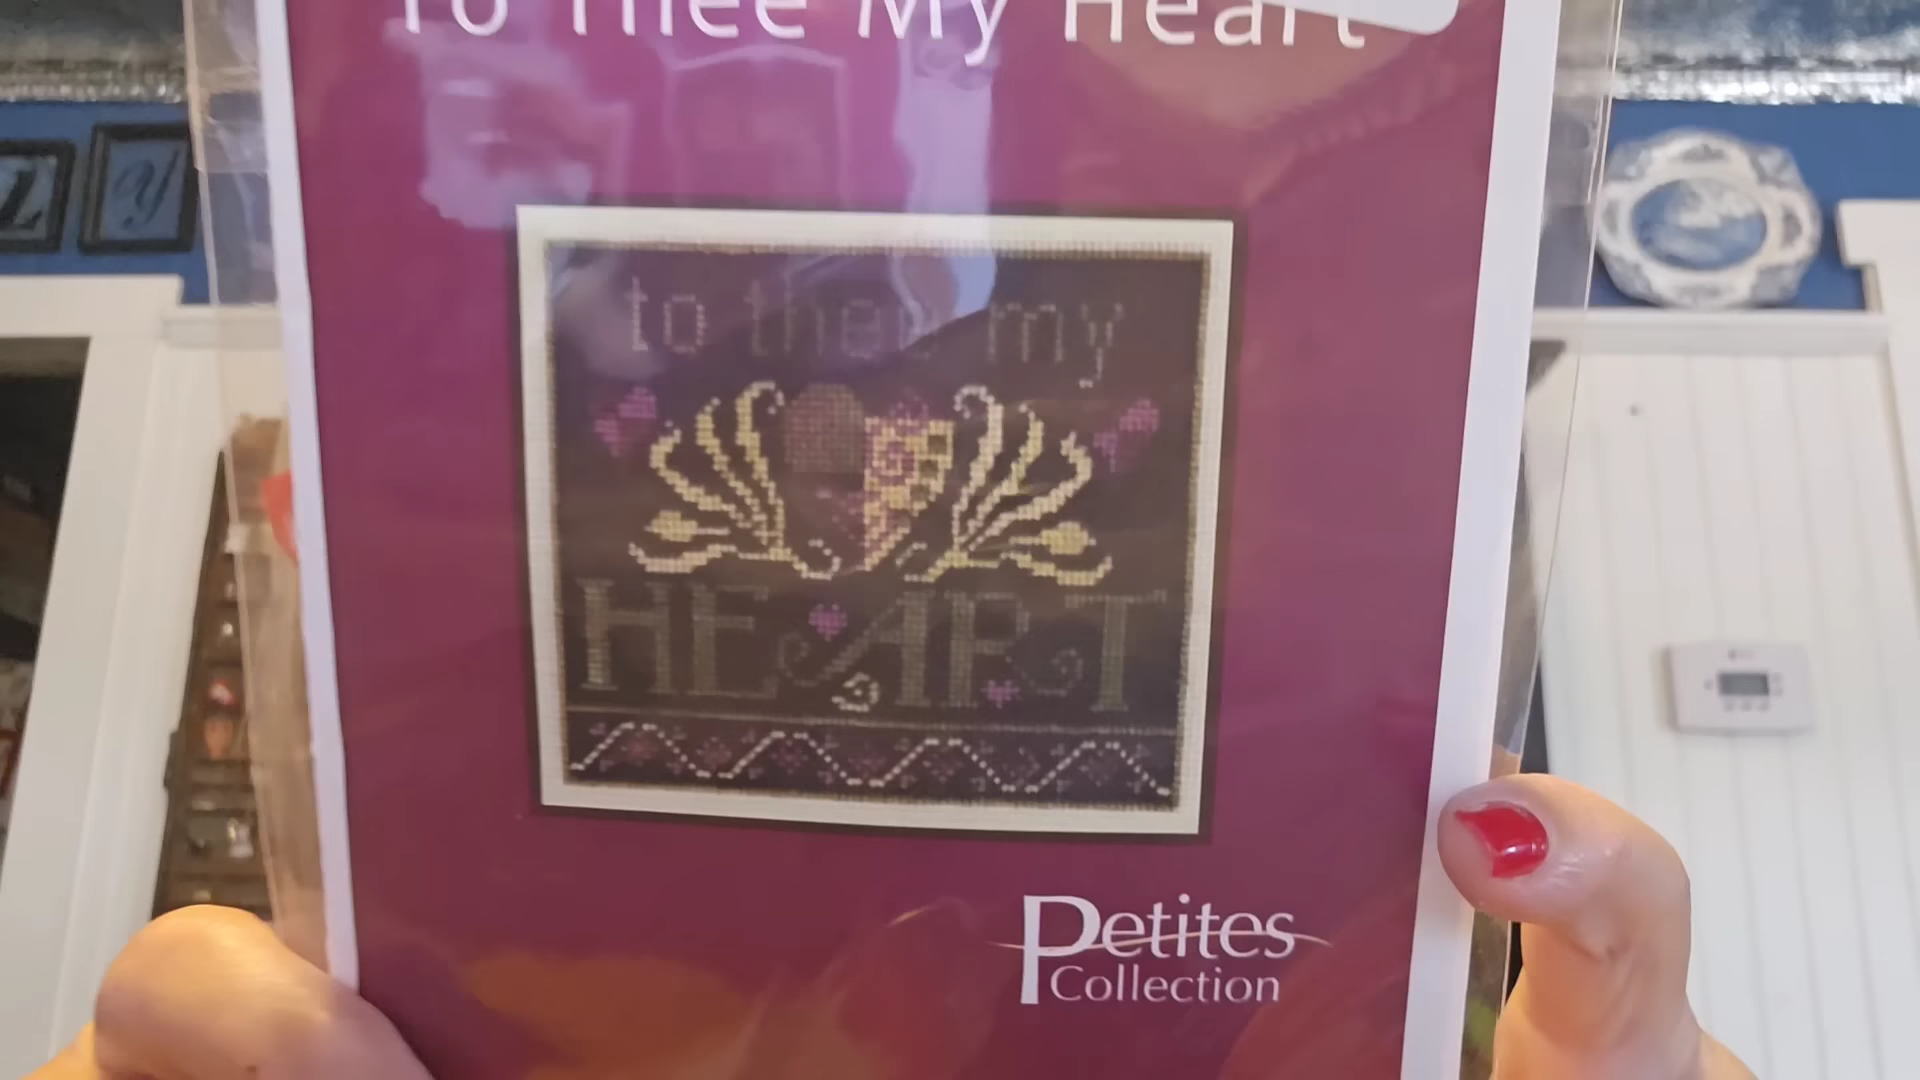 To Thee My Heart
to thee my
HEART
Petites
Collection
L y